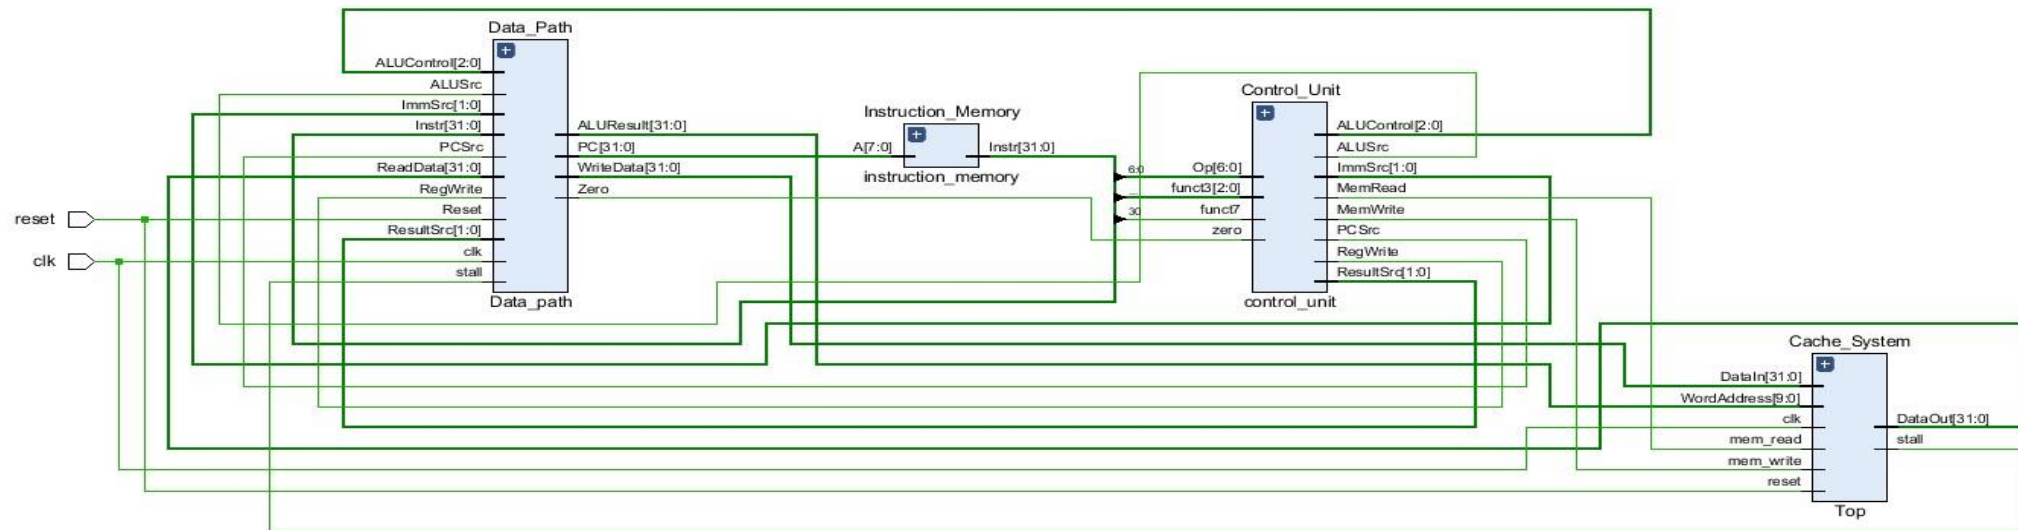 Data_Path
ALUControl[2:0]
ALUSrc
ImmSrc[1:0]
Instr[31:0]
PCSrc
ReadData[31:0]
RegWrite
Reset
ResultSrc[1:0]
clk
stall
ALUResult[31:0]
PC[31:0]
WriteData[31:0]
Zero
Data_path
reset
clk
Instruction_Memory
A[7:0]
Instr[31:0]
instruction_memory
6:0
...
30
Control_Unit
Op[6:0]
funct3[2:0]
funct7
zero
ALUControl[2:0]
ALUSrc
ImmSrc[1:0]
MemRead
MemWrite
PCSrc
RegWrite
ResultSrc[1:0]
control_unit
Cache_System
DataIn[31:0]
WordAddress[9:0]
clk
mem_read
mem_write
reset
DataOut[31:0]
stall
Top